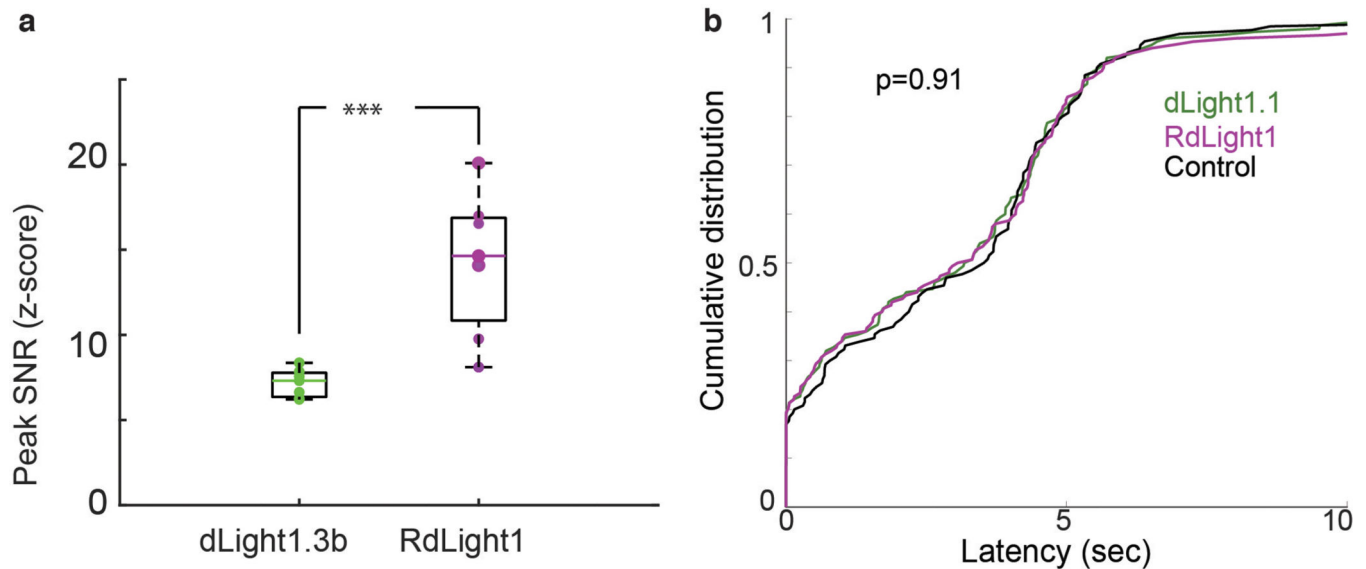 a
Peak SNR (z-score)
20
10
0
***
dLight1.3b
RdLight1
b
Cumulative distribution
1
0.5
0
p=0.91
dLight1.1
RdLight1
Control
0
5
10
Latency (sec)